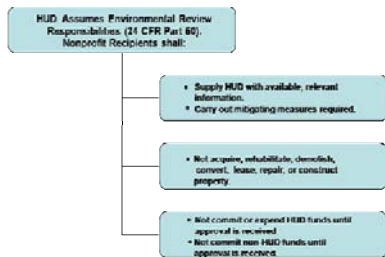 HUD Assumes Environmental Review
Responsibilities (24 CFR Part 50).
Nonprofit Recipients shall:
• Supply HUD with available, relevant
information.
• Carry out mitigating measures required.
• Not acquire, rehabilitate, demolish,
convert, lease, repair, or construct
property.
• Not commit or expend HUD funds until
approval is received
• Not commit non-HUD funds until
approval is received